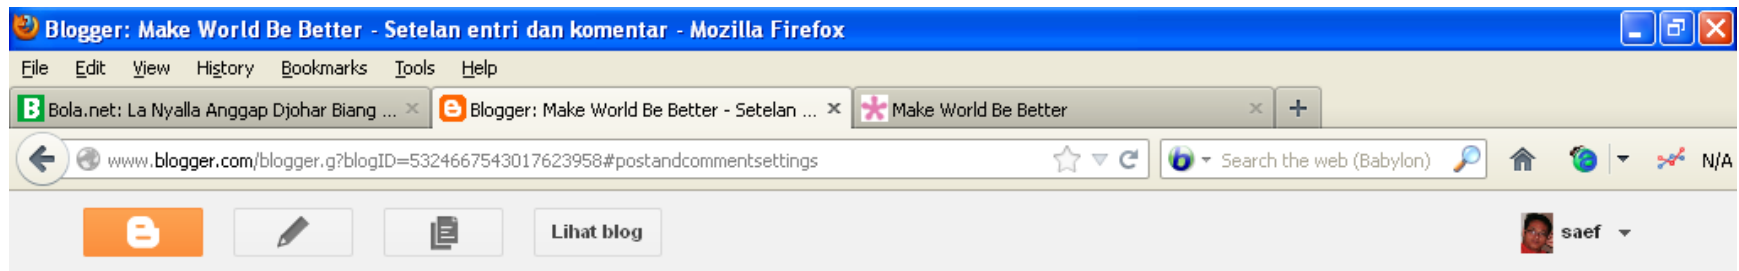 Blogger: Make World Be Better - Setelan entri dan komentar - Mozilla Firefox
File Edit View History Bookmarks Tools Help
B Bola.net: La Nyalla Anggap Djohar Biang ... Blogger: Make World Be Better - Setelan ... Make World Be Better
www.blogger.com/blogger.g?blogID=5324667543017623958#postandcommentsettings Search the web (Babylon) N/A
Lihat blog saef